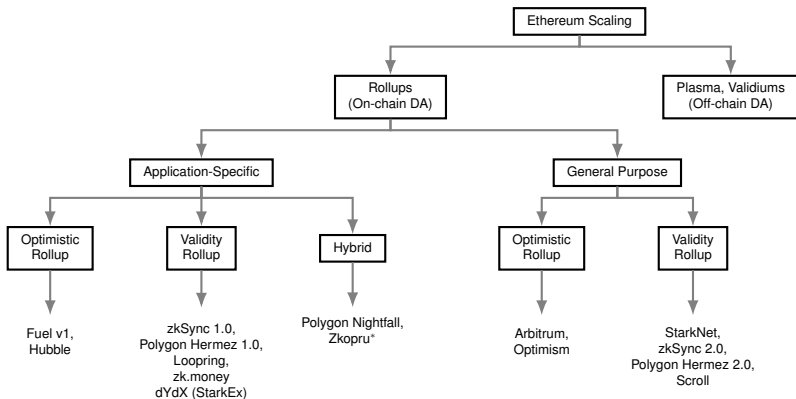 Ethereum Scaling
Rollups
(On-chain DA)
Plasma, Validiums
(Off-chain DA)
Application-Specific
General Purpose
Optimistic
Rollup
Validity
Rollup
Hybrid
Optimistic
Rollup
Validity
Rollup
Fuel v1,
Hubble
zkSync 1.0,
Polygon Hermez 1.0,
Loopring,
zk.money
dYdX (StarkEx)
Polygon Nightfall,
Zkopru*
Arbitrum,
Optimism
StarkNet,
zkSync 2.0,
Polygon Hermez 2.0,
Scroll